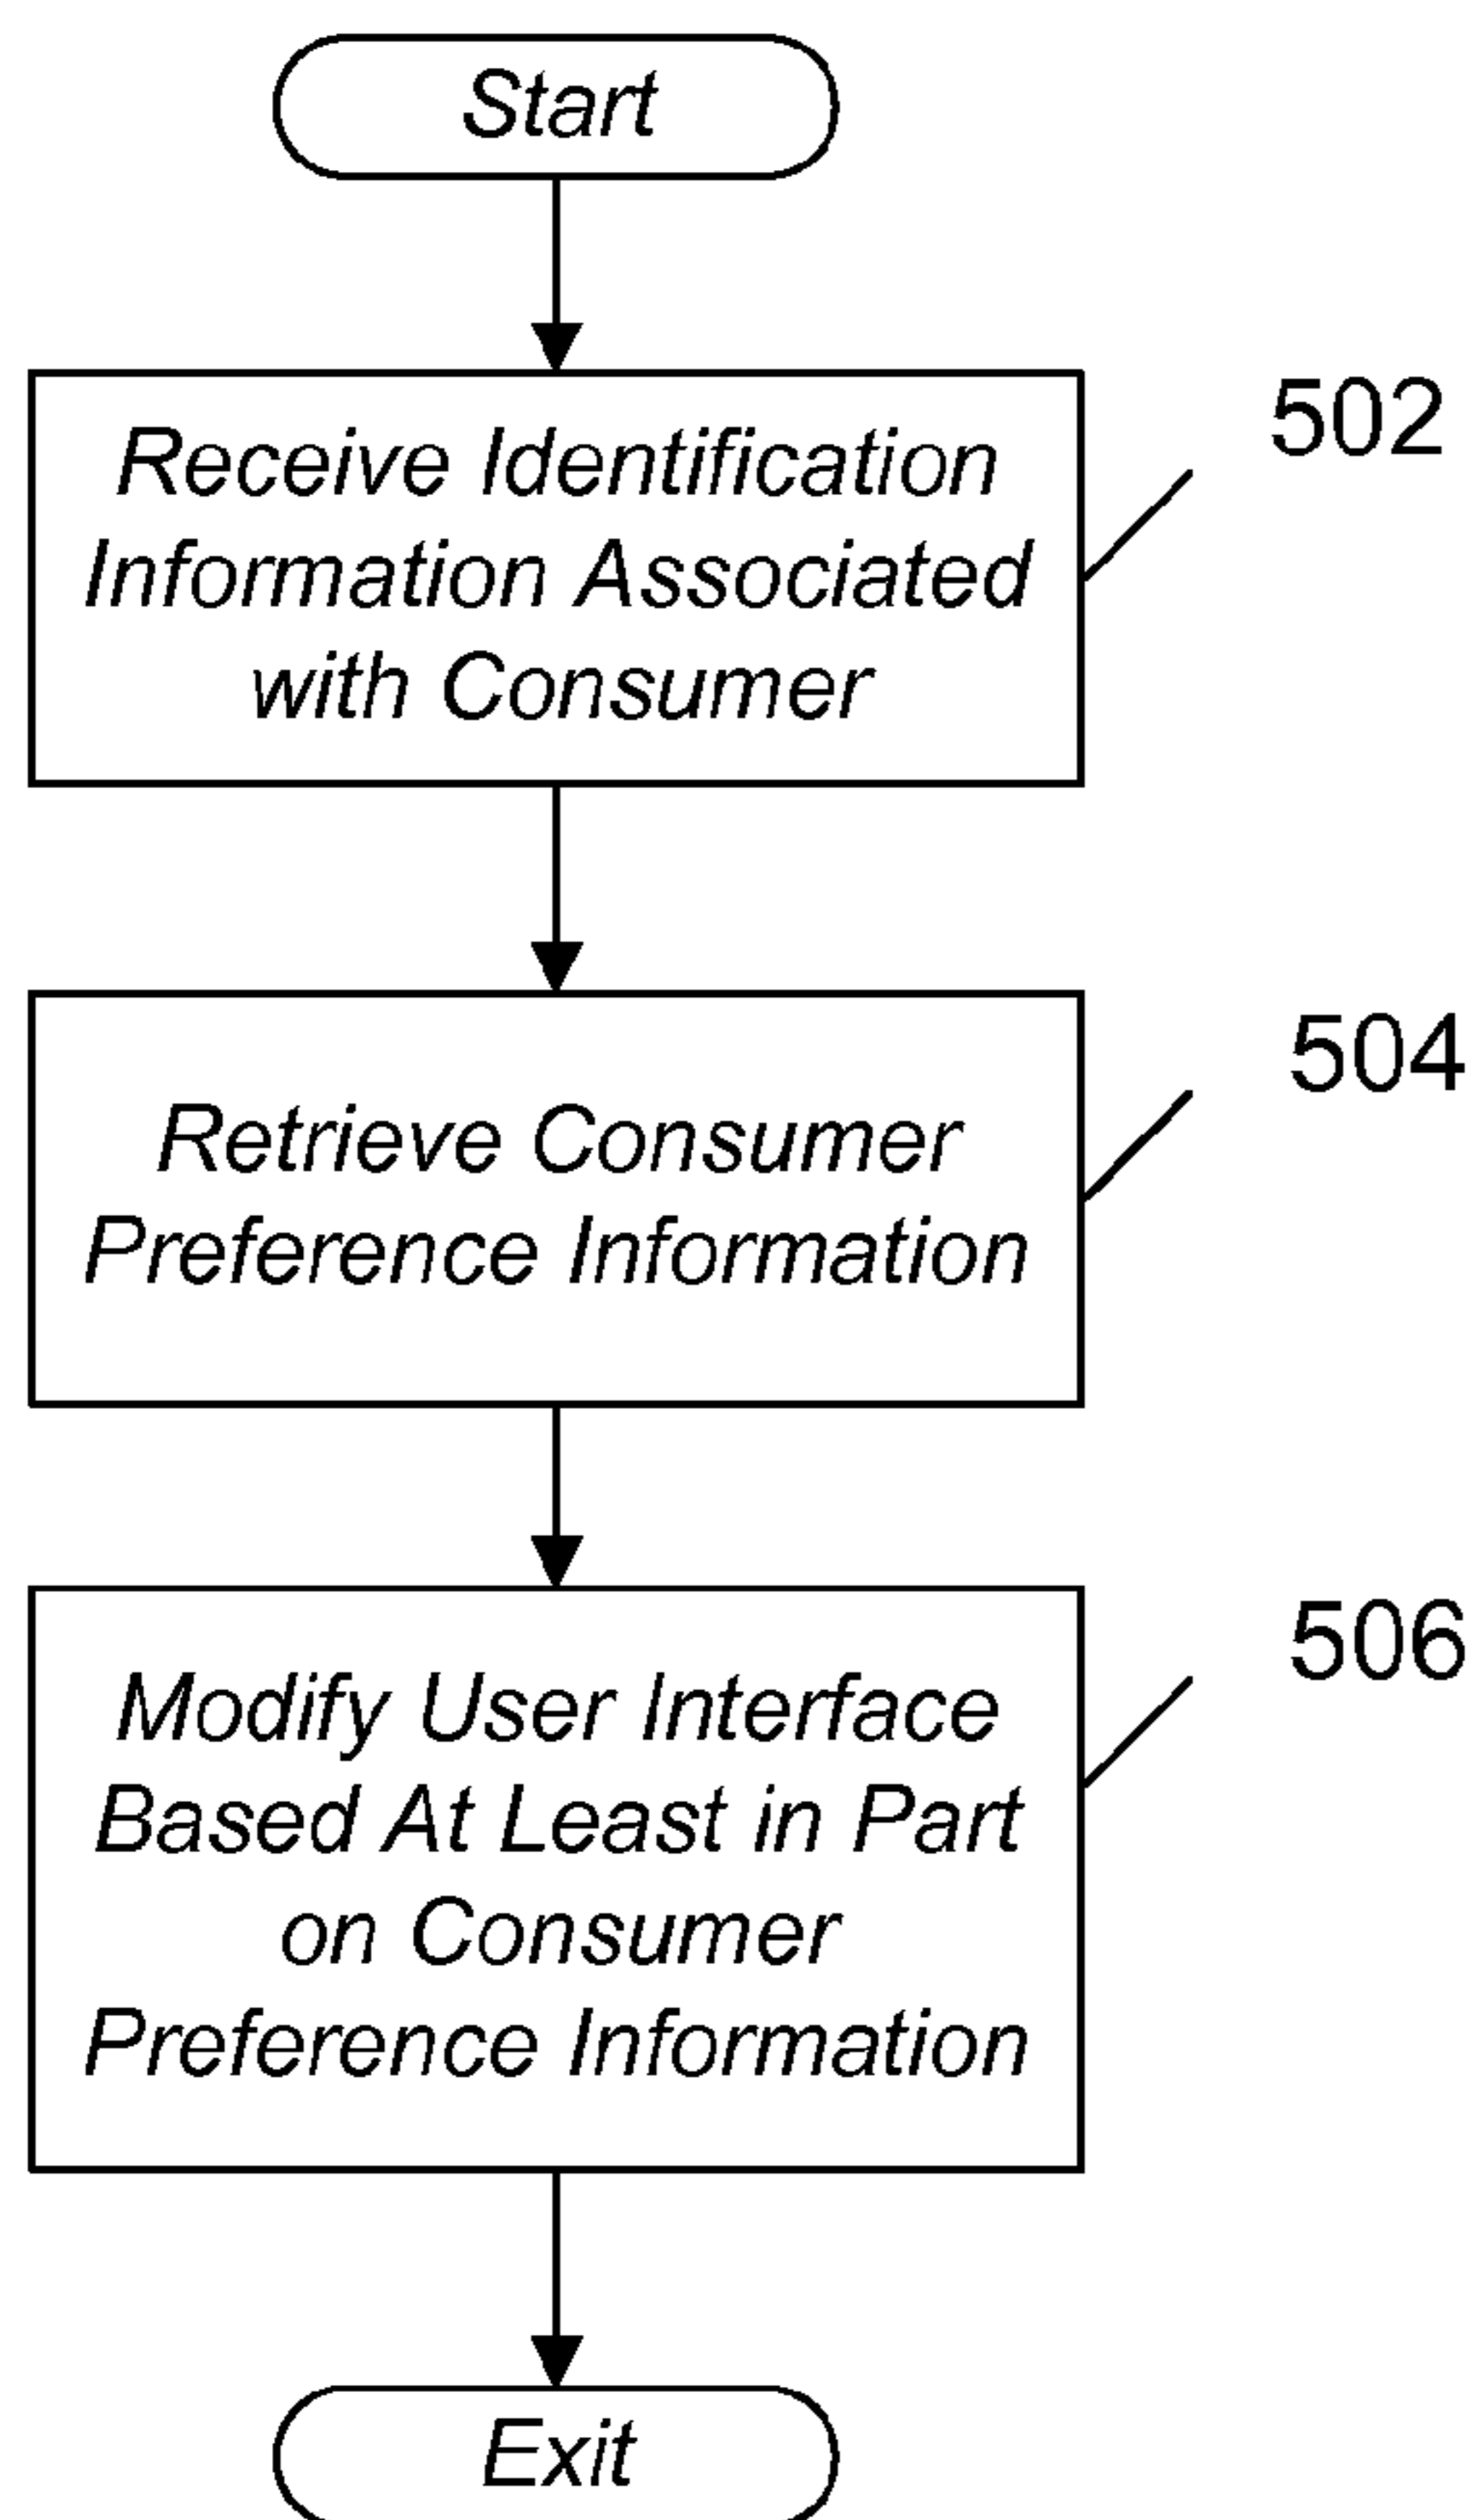 Start
502
Receive Identification
Information Associated
with Consumer
504
Retrieve Consumer
Preference Information
506
Modify User Interface
Based At Least in Part
on Consumer
Preference Information
Exit